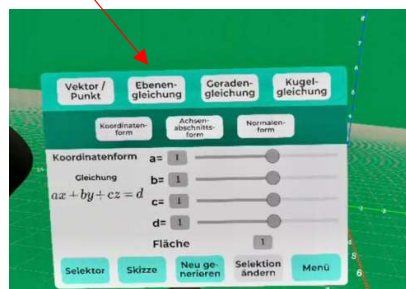 Vektor / Punkt
Ebenen-
gleichung
Geraden-
gleichung
Kugel-
gleichung
Koordinaten-
form
Achsen-
abschnitts-
form
Normalen-
form
Koordinatenform
Gleichung
ax + by + cz = d
a= 1
b= 1
c= 1
d= 1
Fläche 1
Selektor
Skizze
Neu ge-
nerieren
Selektion
ändern
Menü